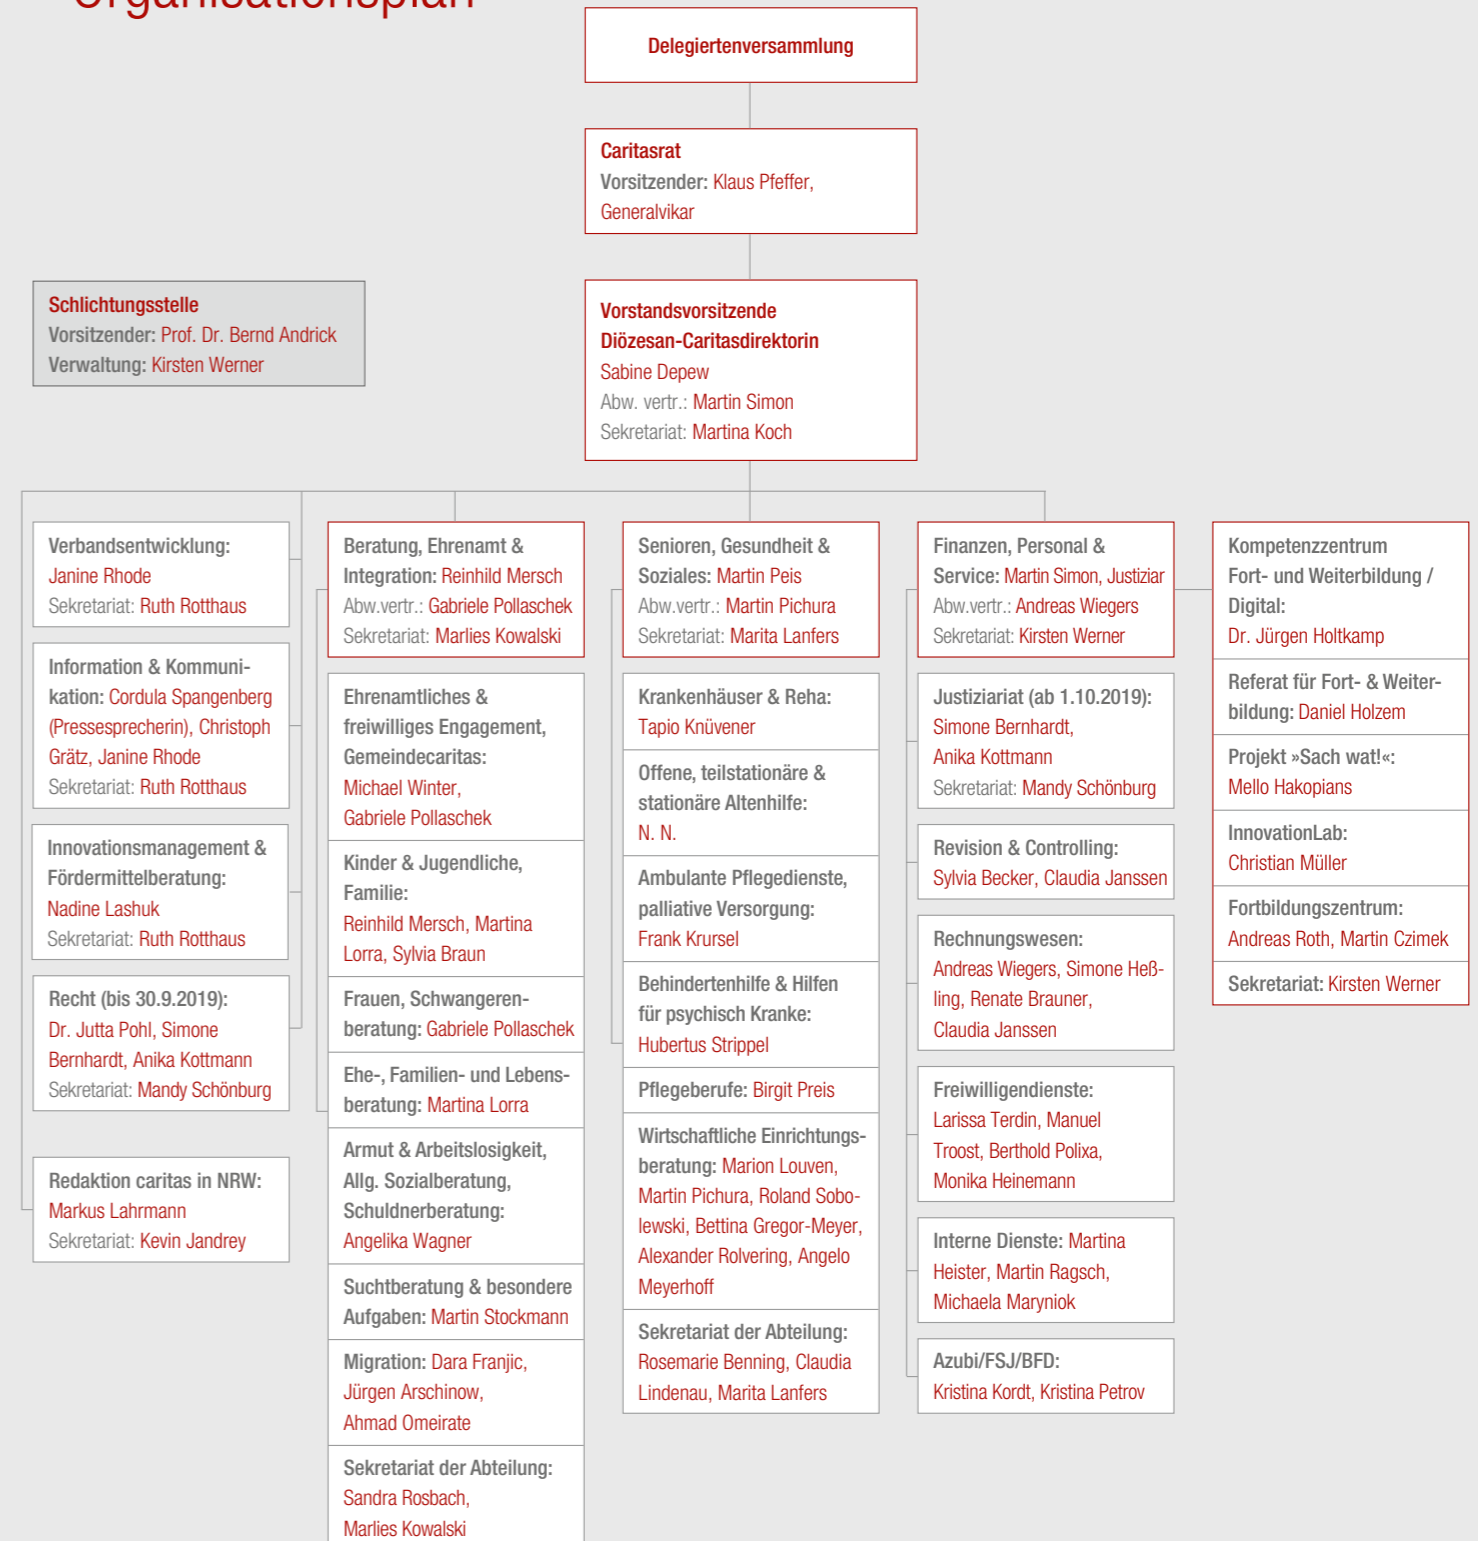 Organisationsplan
Delegiertenversammlung
Caritasrat
Vorsitzender: Klaus Pfeffer,
Generalvikar
Schlichtungsstelle
Vorsitzender: Prof. Dr. Bernd Andrick
Verwaltung: Kirsten Werner
Vorstandsvorsitzende
Diözesan-Caritasdirektorin
Sabine Depew
Abw. vertr.: Martin Simon
Sekretariat: Martina Koch
Verbandsentwicklung:
Janine Rhode
Sekretariat: Ruth Rotthaus
Information & Kommuni-
kation: Cordula Spangenberg
(Pressesprecherin), Christoph
Grätz, Janine Rhode
Sekretariat: Ruth Rotthaus
Innovationsmanagement &
Fördermittelberatung:
Nadine Lashuk
Sekretariat: Ruth Rotthaus
Recht (bis 30.9.2019):
Dr. Jutta Pohl, Simone
Bernhardt, Anika Kottmann
Sekretariat: Mandy Schönburg
Redaktion caritas in NRW:
Markus Lahrmann
Sekretariat: Kevin Jandrey
Beratung, Ehrenamt &
Integration: Reinhild Mersch
Abw.vertr.: Gabriele Pollaschek
Sekretariat: Marlies Kowalski
Ehrenamtliches &
freiwilliges Engagement,
Gemeindecaritas:
Michael Winter,
Gabriele Pollaschek
Kinder & Jugendliche,
Familie:
Reinhild Mersch, Martina
Lorra, Sylvia Braun
Frauen, Schwangeren-
beratung: Gabriele Pollaschek
Ehe-, Familien- und Lebens-
beratung: Martina Lorra
Armut & Arbeitslosigkeit,
Allg. Sozialberatung,
Schuldnerberatung:
Angelika Wagner
Suchtberatung & besondere
Aufgaben: Martin Stockmann
Migration: Dara Franjic,
Jürgen Arschinow,
Ahmad Omeirate
Sekretariat der Abteilung:
Sandra Rosbach,
Marlies Kowalski
Senioren, Gesundheit &
Soziales: Martin Peis
Abw.vertr.: Martin Pichura
Sekretariat: Marita Lanfers
Krankenhäuser & Reha:
Tapio Knüvener
Offene, teilstationäre &
stationäre Altenhilfe:
N. N.
Ambulante Pflegedienste,
palliative Versorgung:
Frank Krursel
Behindertenhilfe & Hilfen
für psychisch Kranke:
Hubertus Strippel
Pflegeberufe: Birgit Preis
Wirtschaftliche Einrichtungs-
beratung: Marion Louven,
Martin Pichura, Roland Sobo-
lewski, Bettina Gregor-Meyer,
Alexander Rolvering, Angelo
Meyerhoff
Sekretariat der Abteilung:
Rosemarie Benning, Claudia
Lindenau, Marita Lanfers
Finanzen, Personal &
Service: Martin Simon, Justiziar
Abw.vertr.: Andreas Wiegers
Sekretariat: Kirsten Werner
Justiziariat (ab 1.10.2019):
Simone Bernhardt,
Anika Kottmann
Sekretariat: Mandy Schönburg
Revision & Controlling:
Sylvia Becker, Claudia Janssen
Rechnungswesen:
Andreas Wiegers, Simone Heß-
ling, Renate Brauner,
Claudia Janssen
Freiwilligendienste:
Larissa Terdin, Manuel
Troost, Berthold Polixa,
Monika Heinemann
Interne Dienste: Martina
Heister, Martin Ragsch,
Michaela Maryniok
Azubi/FSJ/BFD:
Kristina Kordt, Kristina Petrov
Kompetenzzentrum
Fort- und Weiterbildung /
Digital:
Dr. Jürgen Holtkamp
Referat für Fort- & Weiter-
bildung: Daniel Holzem
Projekt »Sach wat!«:
Mello Hakopians
InnovationLab:
Christian Müller
Fortbildungszentrum:
Andreas Roth, Martin Czimek
Sekretariat: Kirsten Werner